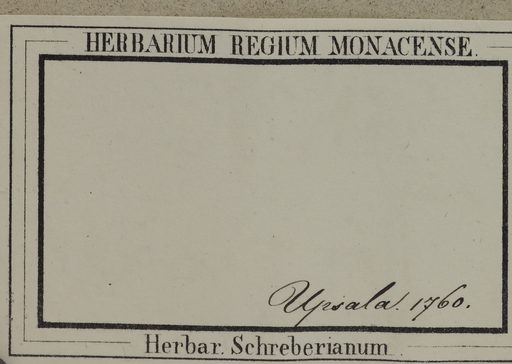 HERBARIUM REGIUM MONACENSE.
Upsala. 1760.
Herbar. Schreberianum